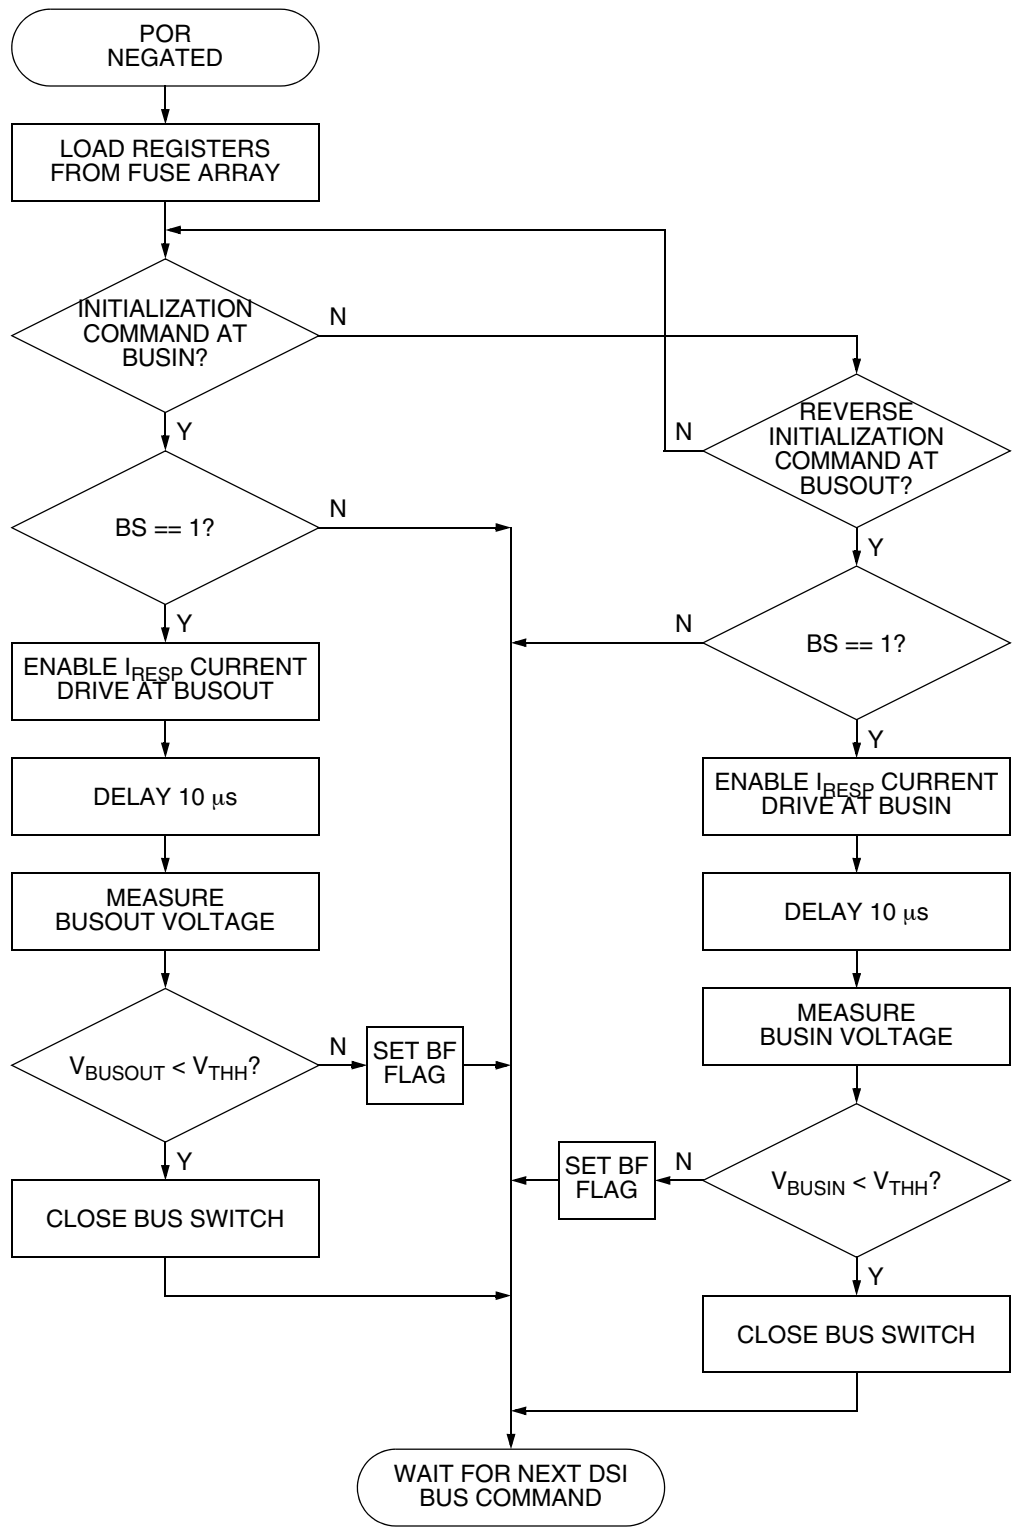 POR
NEGATED
LOAD REGISTERS
FROM FUSE ARRAY
INITIALIZATION
COMMAND AT
BUSIN?
N
Y
REVERSE
INITIALIZATION
COMMAND AT
BUSOUT?
N
Y
BS == 1?
N
Y
BS == 1?
N
Y
ENABLE IRESP CURRENT
DRIVE AT BUSOUT
ENABLE IRESP CURRENT
DRIVE AT BUSIN
DELAY 10 μs
DELAY 10 μs
MEASURE
BUSOUT VOLTAGE
MEASURE
BUSIN VOLTAGE
VBUSOUT < VTHH?
N
SET BF
FLAG
Y
VBUSIN < VTHH?
N
SET BF
FLAG
Y
CLOSE BUS SWITCH
CLOSE BUS SWITCH
WAIT FOR NEXT DSI
BUS COMMAND